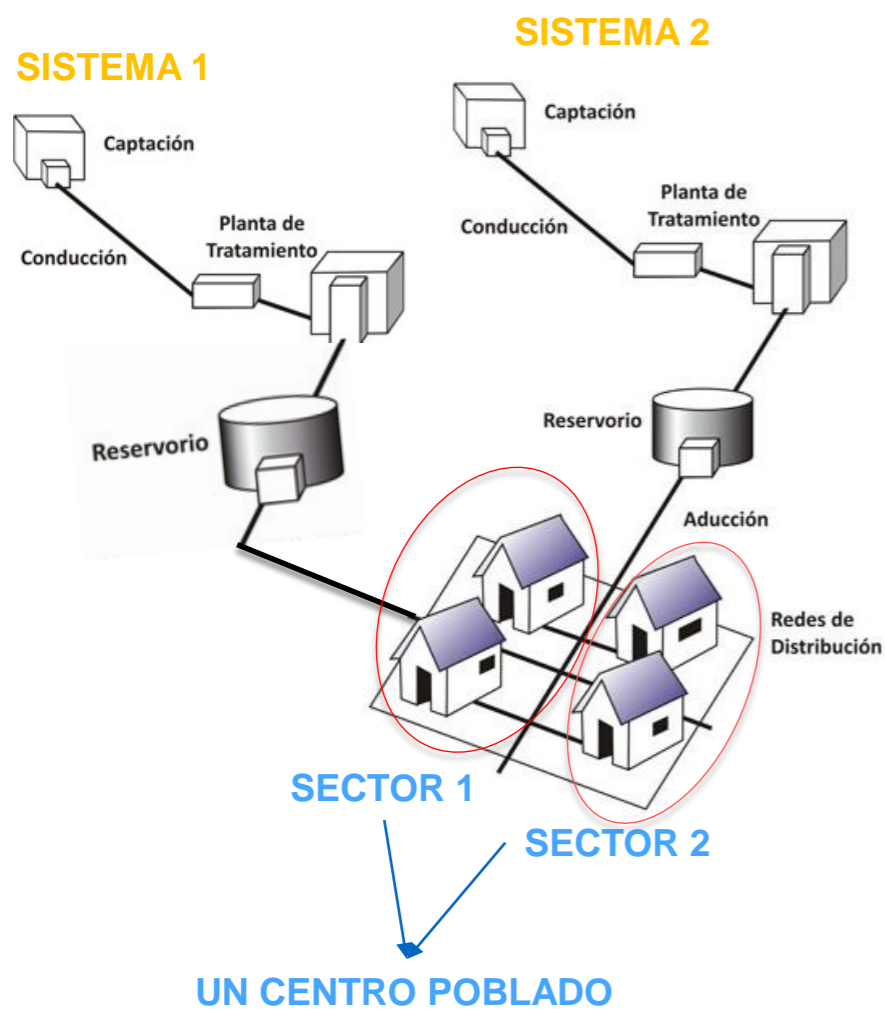 SISTEMA 1
Captación
Conducción
Planta de
Tratamiento
Reservorio
SISTEMA 2
Captación
Conducción
Planta de
Tratamiento
Reservorio
Aducción
Redes de
Distribución
SECTOR 1
SECTOR 2
UN CENTRO POBLADO